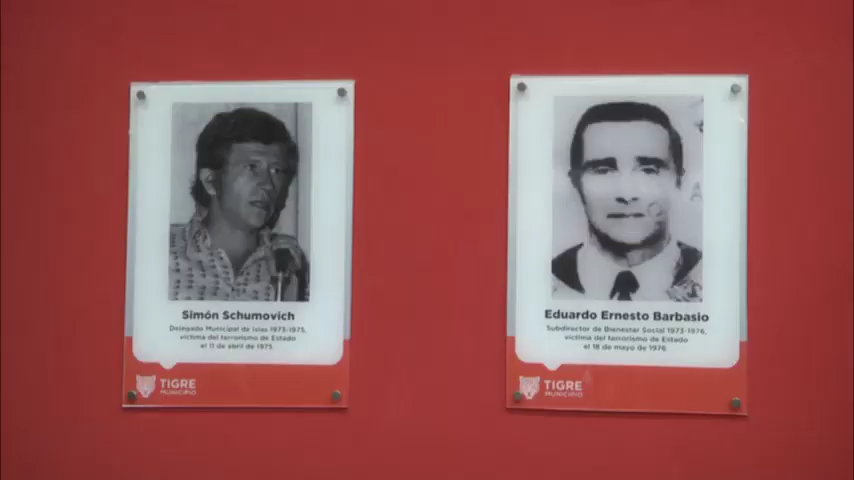 Simón Schumovich
Delegado Municipal de Islas 1973-1975,
víctima del terrorismo de Estado
el 11 de abril de 1975.
TIGRE
MUNICIPIO
Eduardo Ernesto Barbasio
Subdirector de Bienestar Social 1973-1976,
víctima del terrorismo de Estado
el 18 de mayo de 1976.
TIGRE
MUNICIPIO